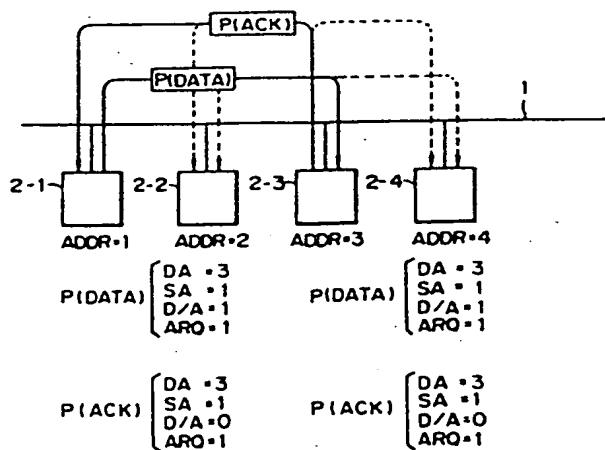 P(ACK)
P(DATA)
1
2-1 2-2 2-3 2-4
ADDR=1 ADDR=2 ADDR=3 ADDR=4
P(DATA) DA = 3
SA = 1
D/A = 1
ARQ = 1
P(DATA) DA = 3
SA = 1
D/A = 1
ARQ = 1
P(ACK) DA = 3
SA = 1
D/A = 0
ARQ = 1
P(ACK) DA = 3
SA = 1
D/A = 0
ARQ = 1